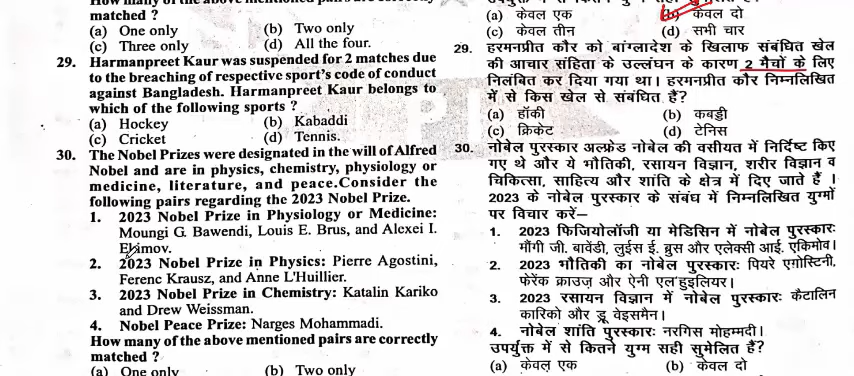 How many of the above mentioned pairs are correctly
matched ?
(a) One only (b) Two only
(c) Three only (d) All the four.
29. Harmanpreet Kaur was suspended for 2 matches due
to the breaching of respective sport's code of conduct
against Bangladesh. Harmanpreet Kaur belongs to
which of the following sports ?
(a) Hockey (b) Kabaddi
(c) Cricket (d) Tennis.
30. The Nobel Prizes were designated in the will of Alfred
Nobel and are in physics, chemistry, physiology or
medicine, literature, and peace.Consider the
following pairs regarding the 2023 Nobel Prize.
1. 2023 Nobel Prize in Physiology or Medicine:
Moungi G. Bawendi, Louis E. Brus, and Alexei I.
Ekimov.
2. 2023 Nobel Prize in Physics: Pierre Agostini,
Ferenc Krausz, and Anne L'Huillier.
3. 2023 Nobel Prize in Chemistry: Katalin Kariko
and Drew Weissman.
4. Nobel Peace Prize: Narges Mohammadi.
How many of the above mentioned pairs are correctly
matched ?
(a) One only (b) Two only
(a) केवल एक (b) केवल दो
(c) केवल तीन (d) सभी चार
29. हरमनप्रीत कौर को बांग्लादेश के खिलाफ संबंधित खेल
की आचार संहिता के उल्लंघन के कारण 2 मैचों के लिए
निलंबित कर दिया गया था। हरमनप्रीत कौर निम्नलिखित
में से किस खेल से संबंधित हैं?
(a) हॉकी (b) कबड्डी
(c) क्रिकेट (d) टेनिस
30. नोबेल पुरस्कार अल्फ्रेड नोबेल की वसीयत में निर्दिष्ट किए
गए थे और ये भौतिकी, रसायन विज्ञान, शरीर विज्ञान व
चिकित्सा, साहित्य और शांति के क्षेत्र में दिए जाते हैं ।
2023 के नोबेल पुरस्कार के संबंध में निम्नलिखित युग्मों
पर विचार करें–
1. 2023 फिजियोलॉजी या मेडिसिन में नोबेल पुरस्कारः
मौंगी जी. बावेंडी, लुईस ई. ब्रुस और एलेक्सी आई. एकिमोव।
2. 2023 भौतिकी का नोबेल पुरस्कारः पियरे एगोस्टिनी,
फेरेंक क्राउज़ और ऐनी एल'हुइलियर।
3. 2023 रसायन विज्ञान में नोबेल पुरस्कारः कैटालिन
कारिको और ड्रू वेइसमैन।
4. नोबेल शांति पुरस्कारः नरगिस मोहम्मदी।
उपर्युक्त में से कितने युग्म सही सुमेलित हैं?
(a) केवल एक (b) केवल दो